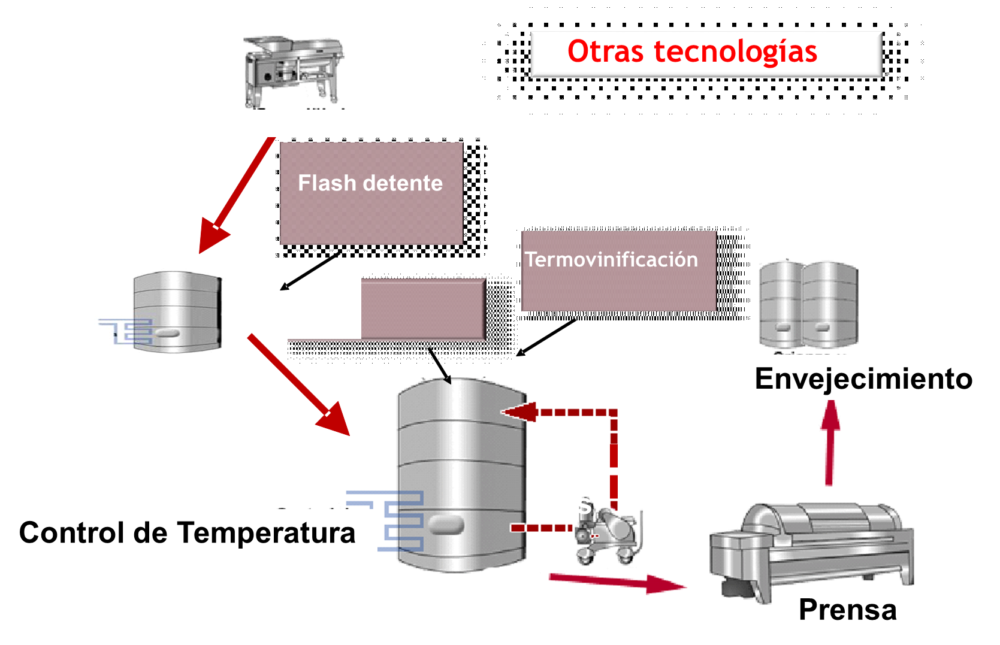 Otras tecnologías
Flash detente
Termovinificación
Envejecimiento
s
Control de Temperatura
Prensa